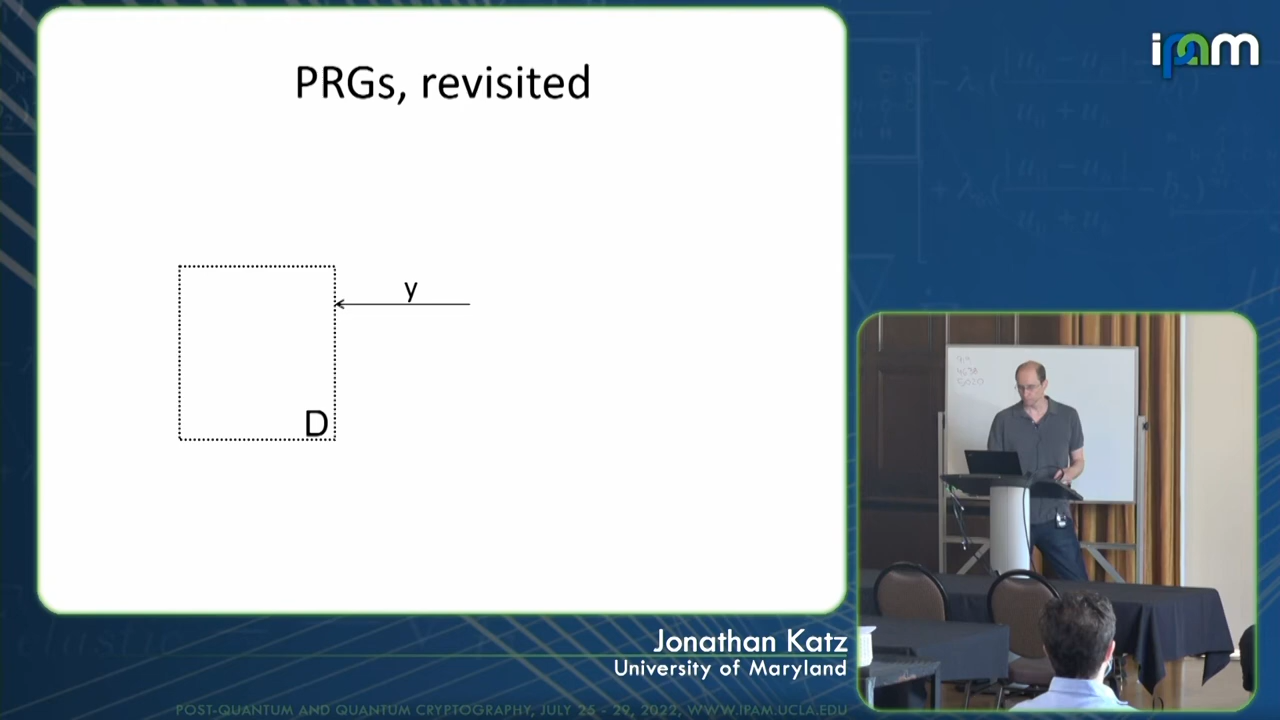 PRGs, revisited
ipam
y
D
Jonathan Katz
University of Maryland
POST-QUANTUM AND QUANTUM CRYPTOGRAPHY, JULY 25 - 29, 2022, WWW.IPAM.UCLA.EDU